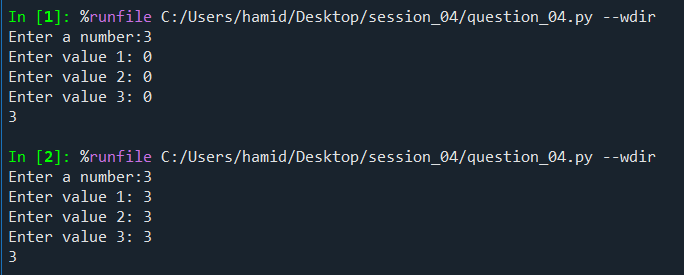 In [1]: %runfile C:/Users/hamid/Desktop/session_04/question_04.py --wdir
Enter a number:3
Enter value 1: 0
Enter value 2: 0
Enter value 3: 0
3
In [2]: %runfile C:/Users/hamid/Desktop/session_04/question_04.py --wdir
Enter a number:3
Enter value 1: 3
Enter value 2: 3
Enter value 3: 3
3